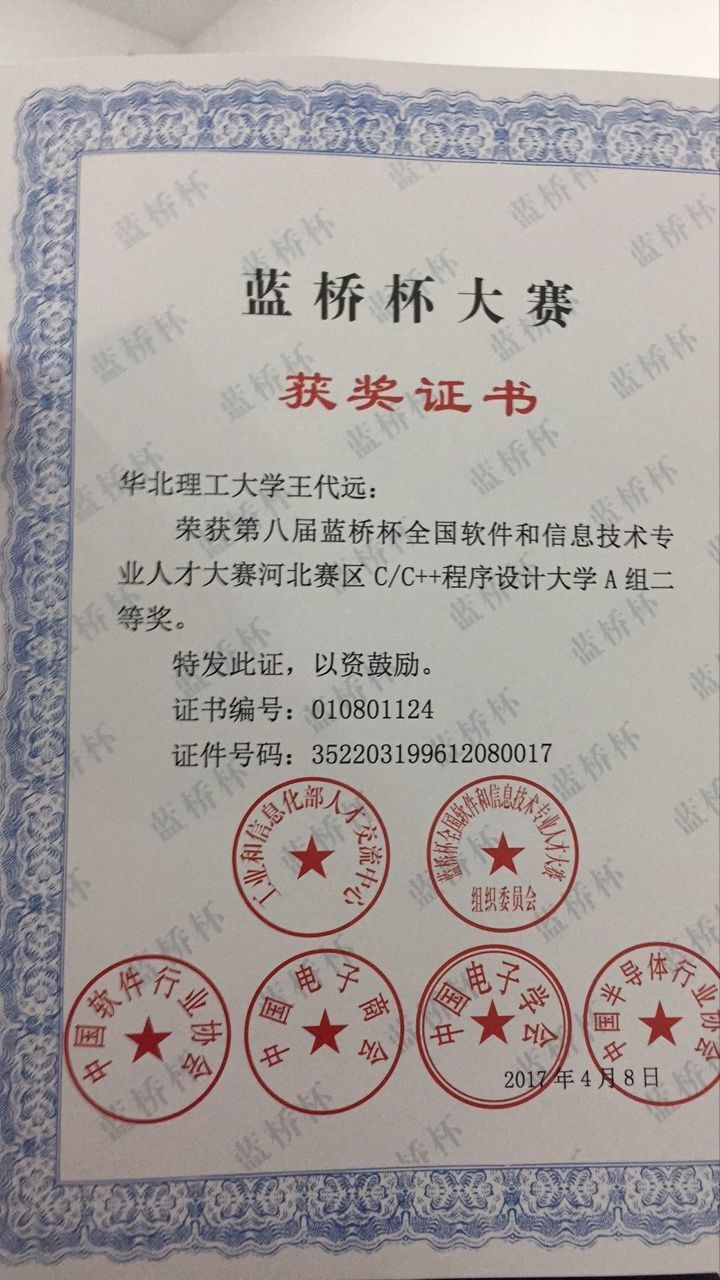 蓝桥杯大赛
获奖证书
华北理工大学王代远：
荣获第八届蓝桥杯全国软件和信息技术专
业人才大赛河北赛区 C/C++程序设计大学 A 组二
等奖。
特发此证，以资鼓励。
证书编号：010801124
证件号码：352203199612080017
工业和信息化部人才交流中心
蓝桥杯全国软件和信息技术专业人才大赛
组织委员会
中国软件行业协会
中国电子商会
中国电子学会
中国半导体行业协会
2017 年 4 月 8 日
蓝桥杯